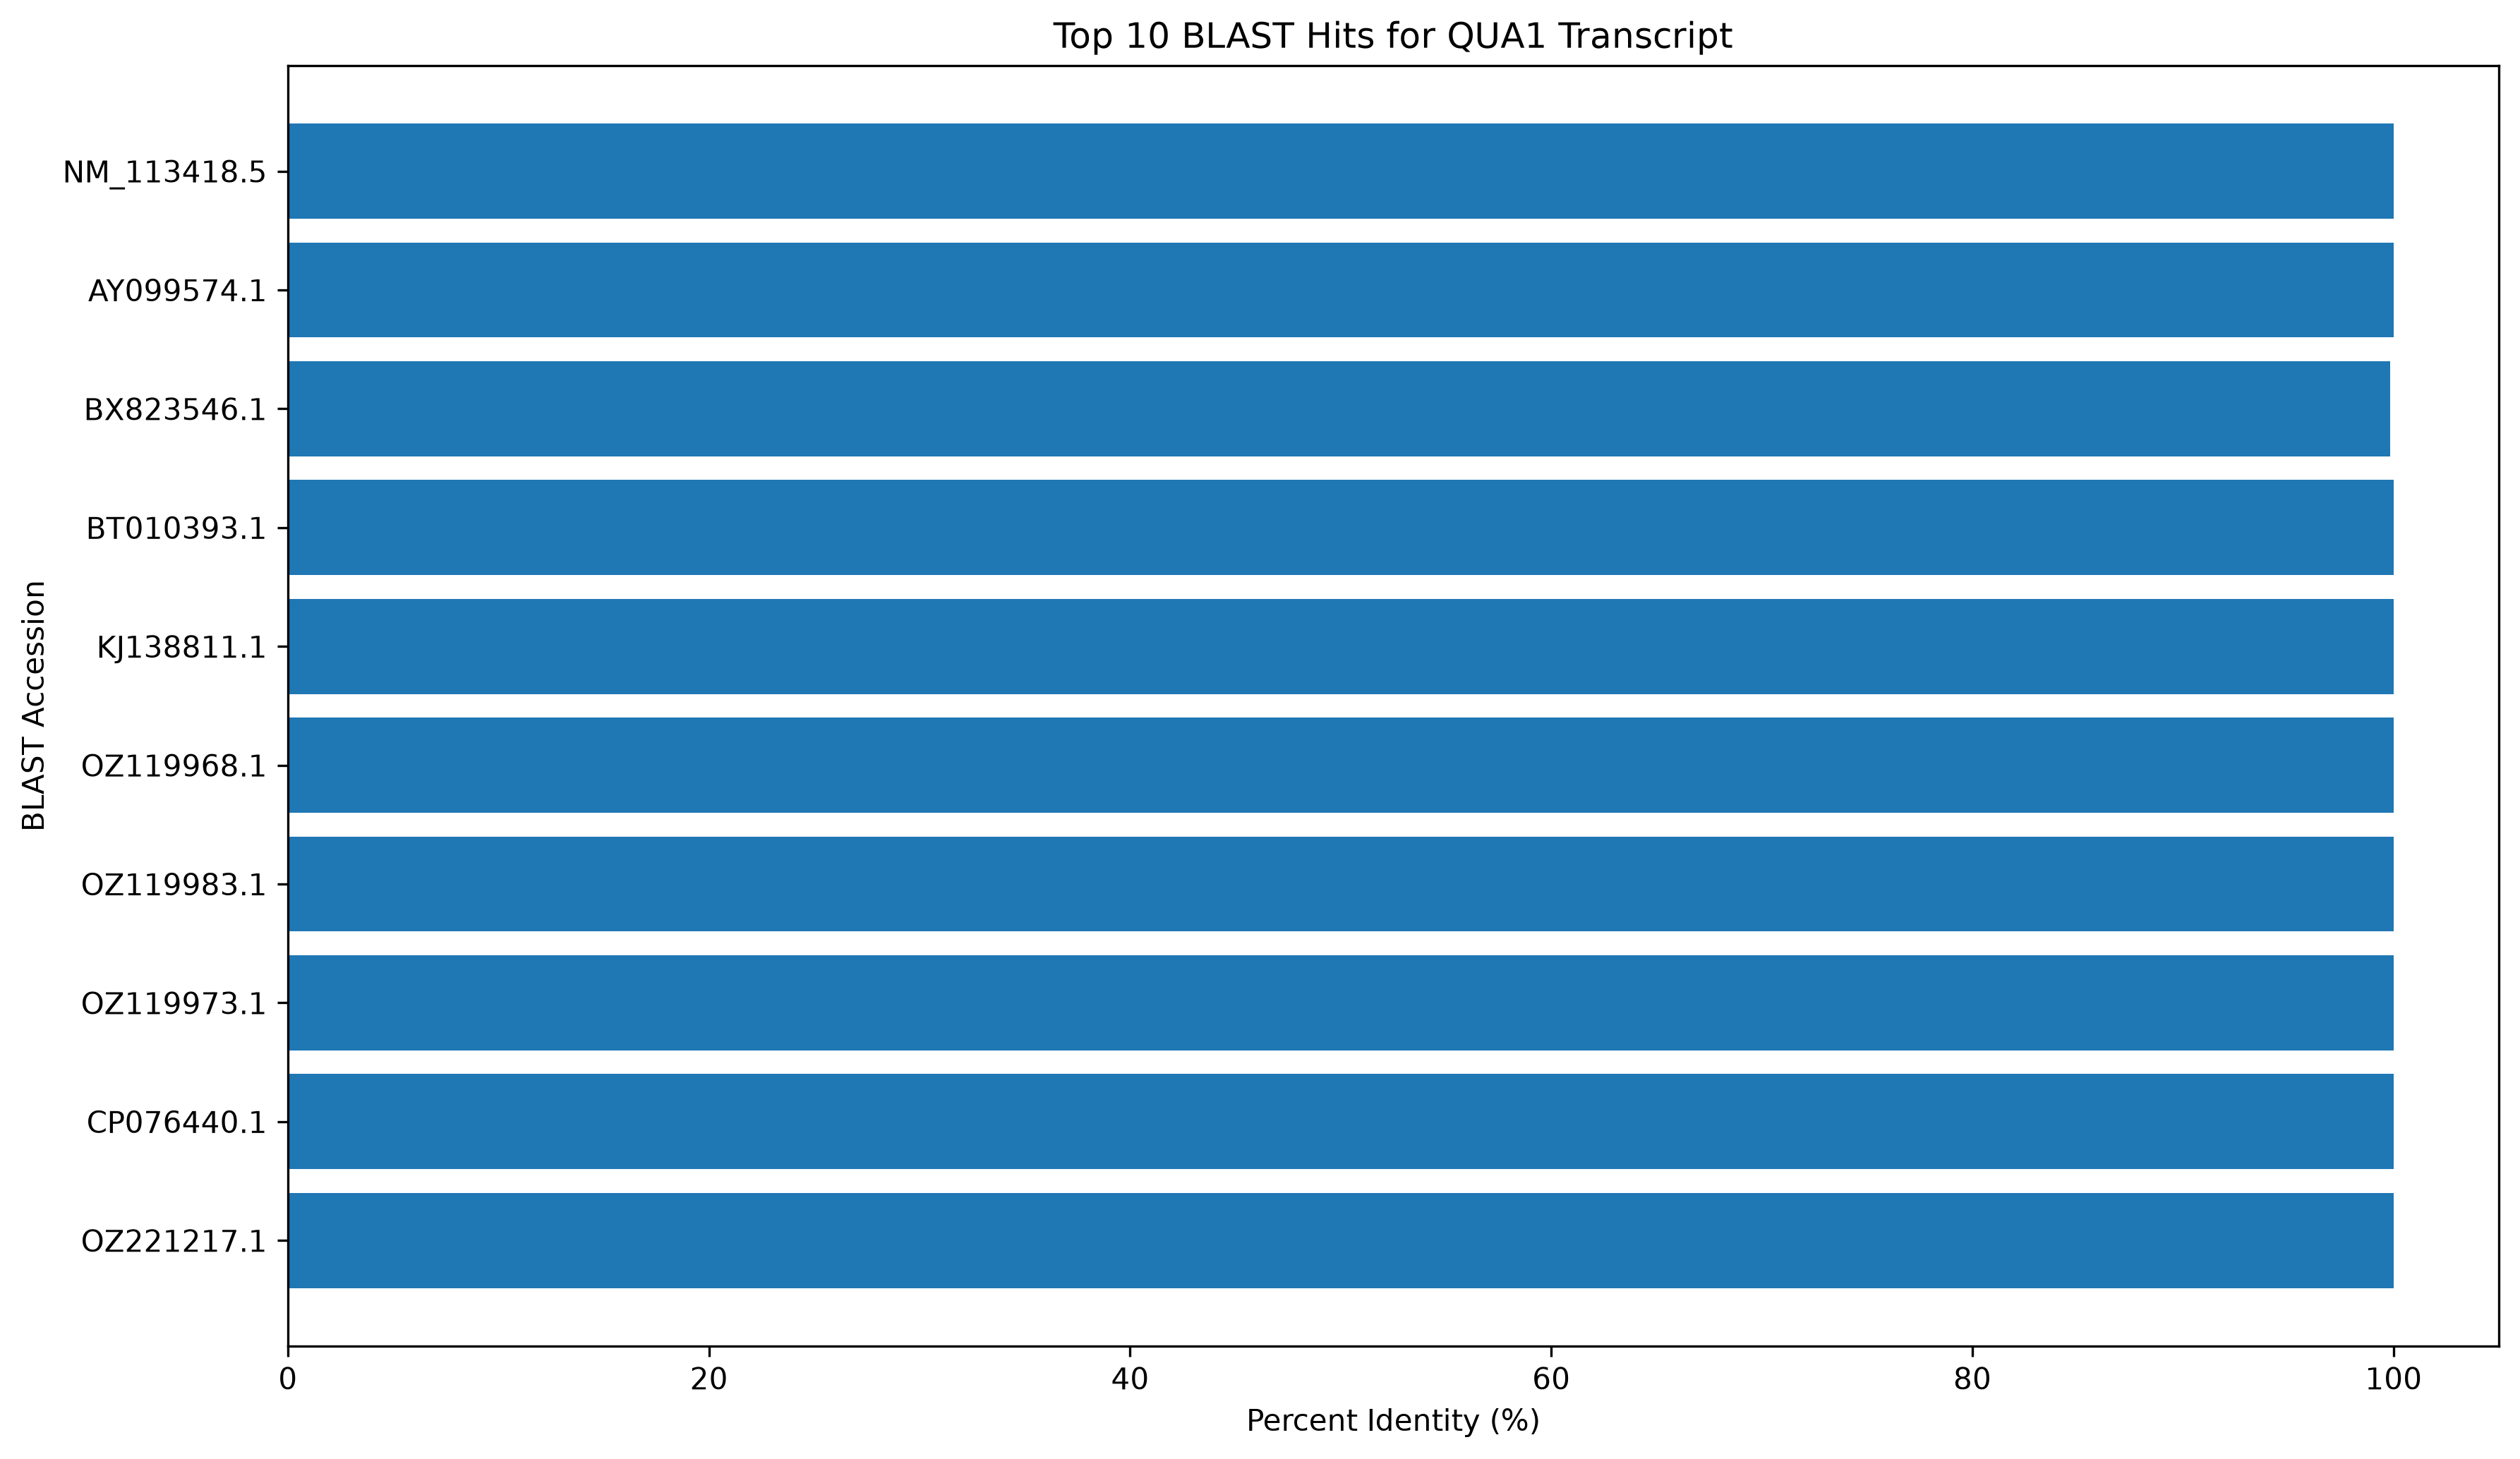 Top 10 BLAST Hits for QUA1 Transcript
BLAST Accession
NM_113418.5
AY099574.1
BX823546.1
BT010393.1
KJ138811.1
OZ119968.1
OZ119983.1
OZ119973.1
CP076440.1
OZ221217.1
0 20 40 60 80 100
Percent Identity (%)